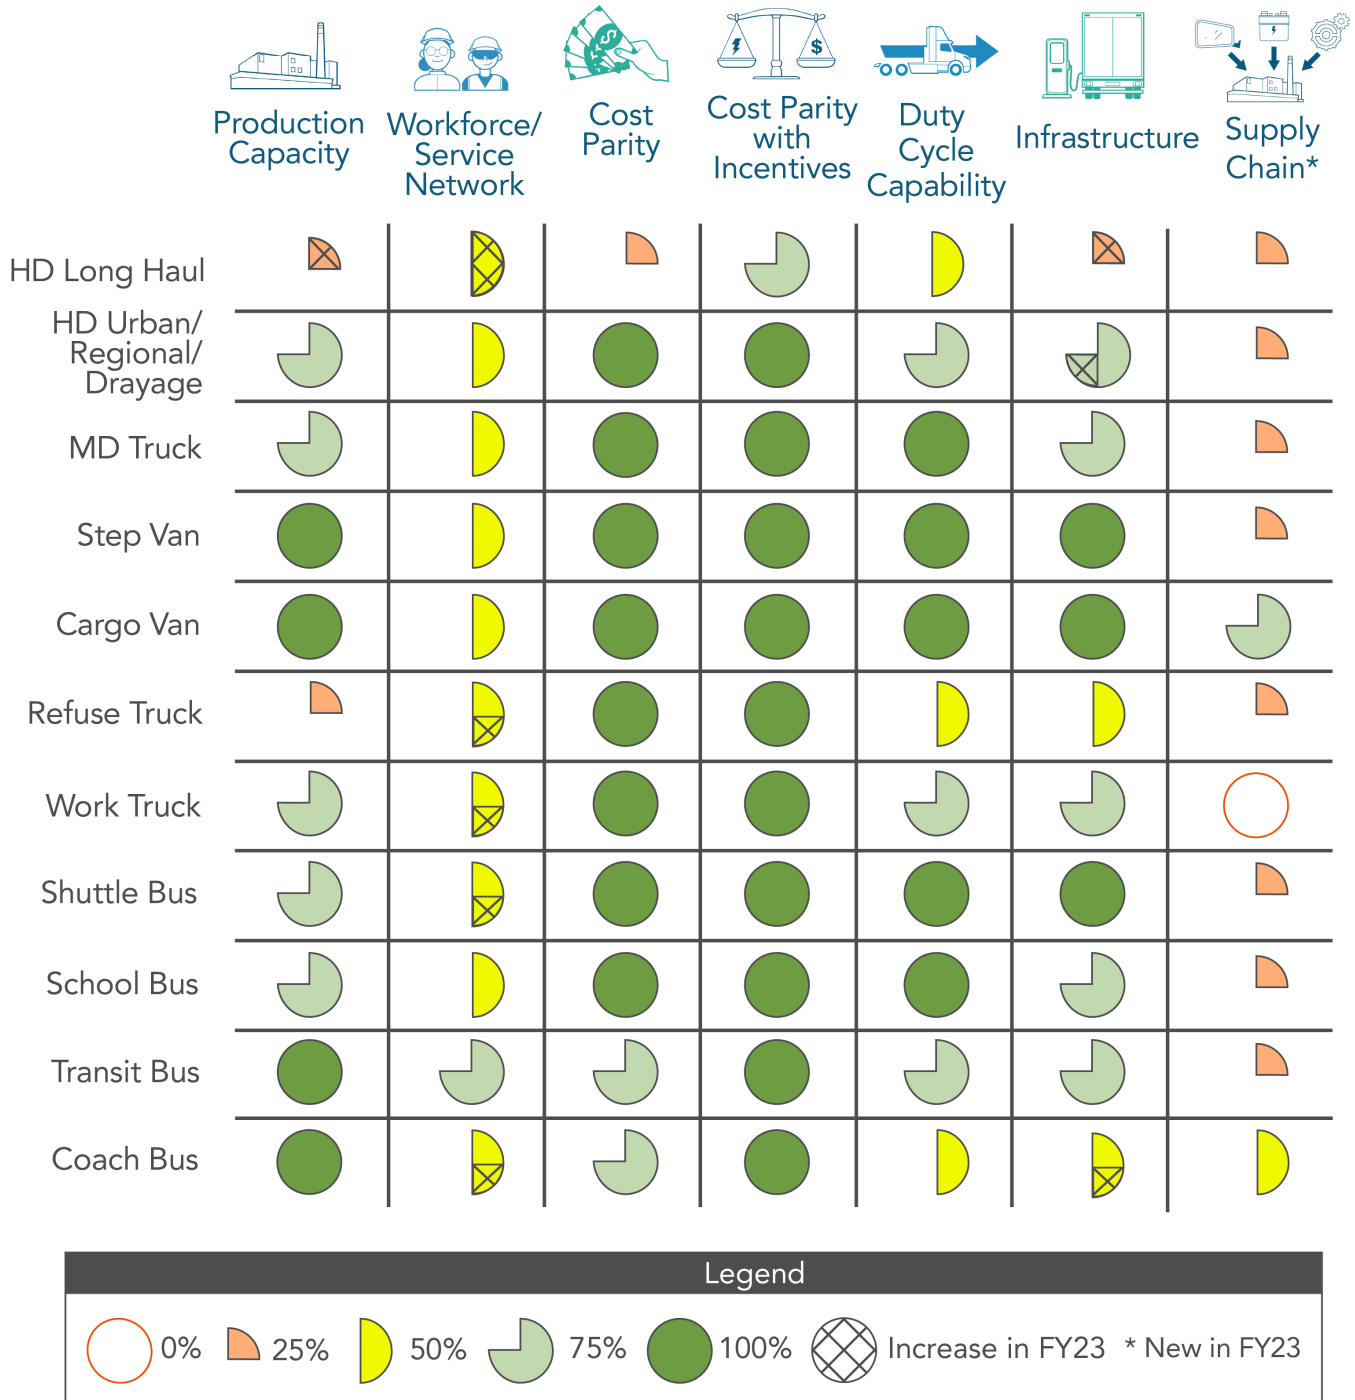 Production
Capacity
Workforce/
Service
Network
Cost
Parity
Cost Parity
with
Incentives
Duty
Cycle
Capability
Infrastructure
Supply
Chain*
$
$
HD Long Haul
HD Urban/
Regional/
Drayage
MD Truck
Step Van
Cargo Van
Refuse Truck
Work Truck
Shuttle Bus
School Bus
Transit Bus
Coach Bus
Legend
0% 25% 50% 75% 100% Increase in FY23 * New in FY23